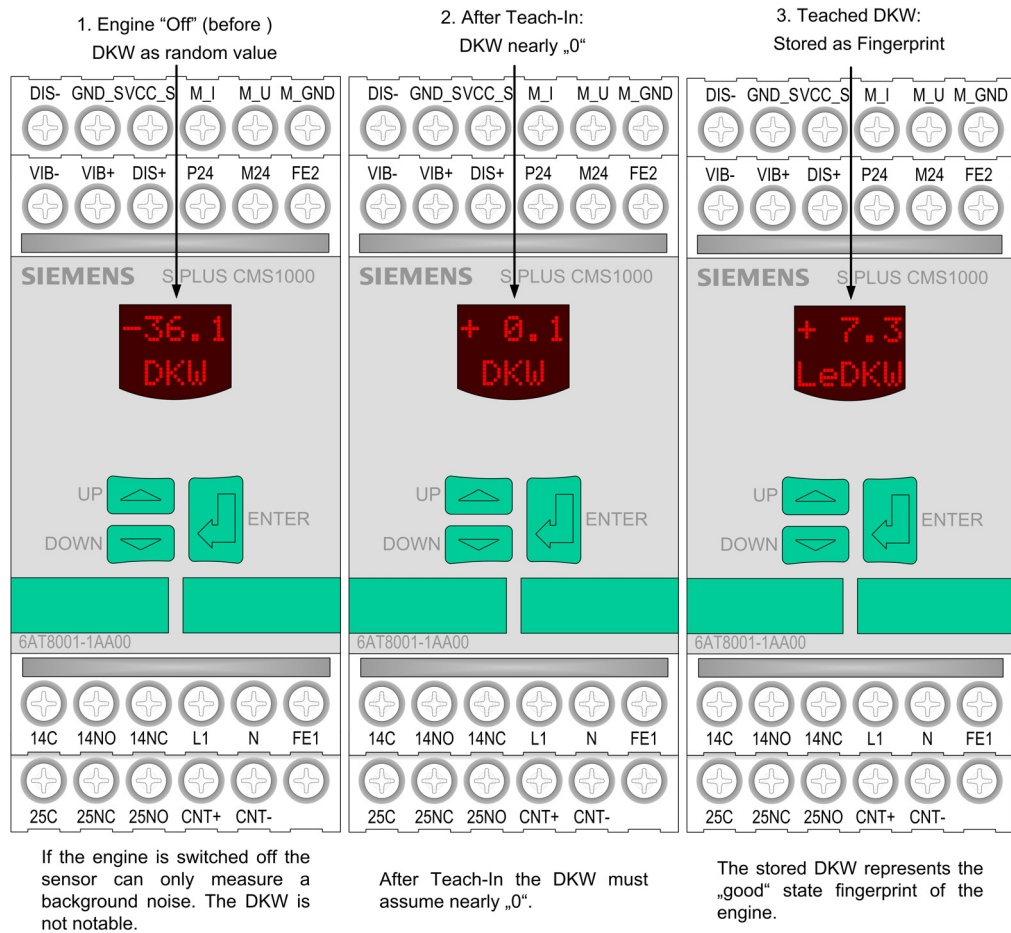 1. Engine “Off” (before )
DKW as random value
2. After Teach-In:
DKW nearly „0“
3. Teached DKW:
Stored as Fingerprint
DIS- GND_S VCC_S M_I M_U M_GND
VIB- VIB+ DIS+ P24 M24 FE2
SIEMENS SIPLUS CMS1000
-36.1
DKW
UP
DOWN
ENTER
6AT8001-1AA00
14C 14NO 14NC L1 N FE1
25C 25NC 25NO CNT+ CNT-
If the engine is switched off the
sensor can only measure a
background noise. The DKW is
not notable.
DIS- GND_S VCC_S M_I M_U M_GND
VIB- VIB+ DIS+ P24 M24 FE2
SIEMENS SIPLUS CMS1000
+ 0.1
DKW
UP
DOWN
ENTER
6AT8001-1AA00
14C 14NO 14NC L1 N FE1
25C 25NC 25NO CNT+ CNT-
After Teach-In the DKW must
assume nearly „0“.
DIS- GND_S VCC_S M_I M_U M_GND
VIB- VIB+ DIS+ P24 M24 FE2
SIEMENS SIPLUS CMS1000
+ 7.3
LeDKW
UP
DOWN
ENTER
6AT8001-1AA00
14C 14NO 14NC L1 N FE1
25C 25NC 25NO CNT+ CNT-
The stored DKW represents the
„good“ state fingerprint of the
engine.